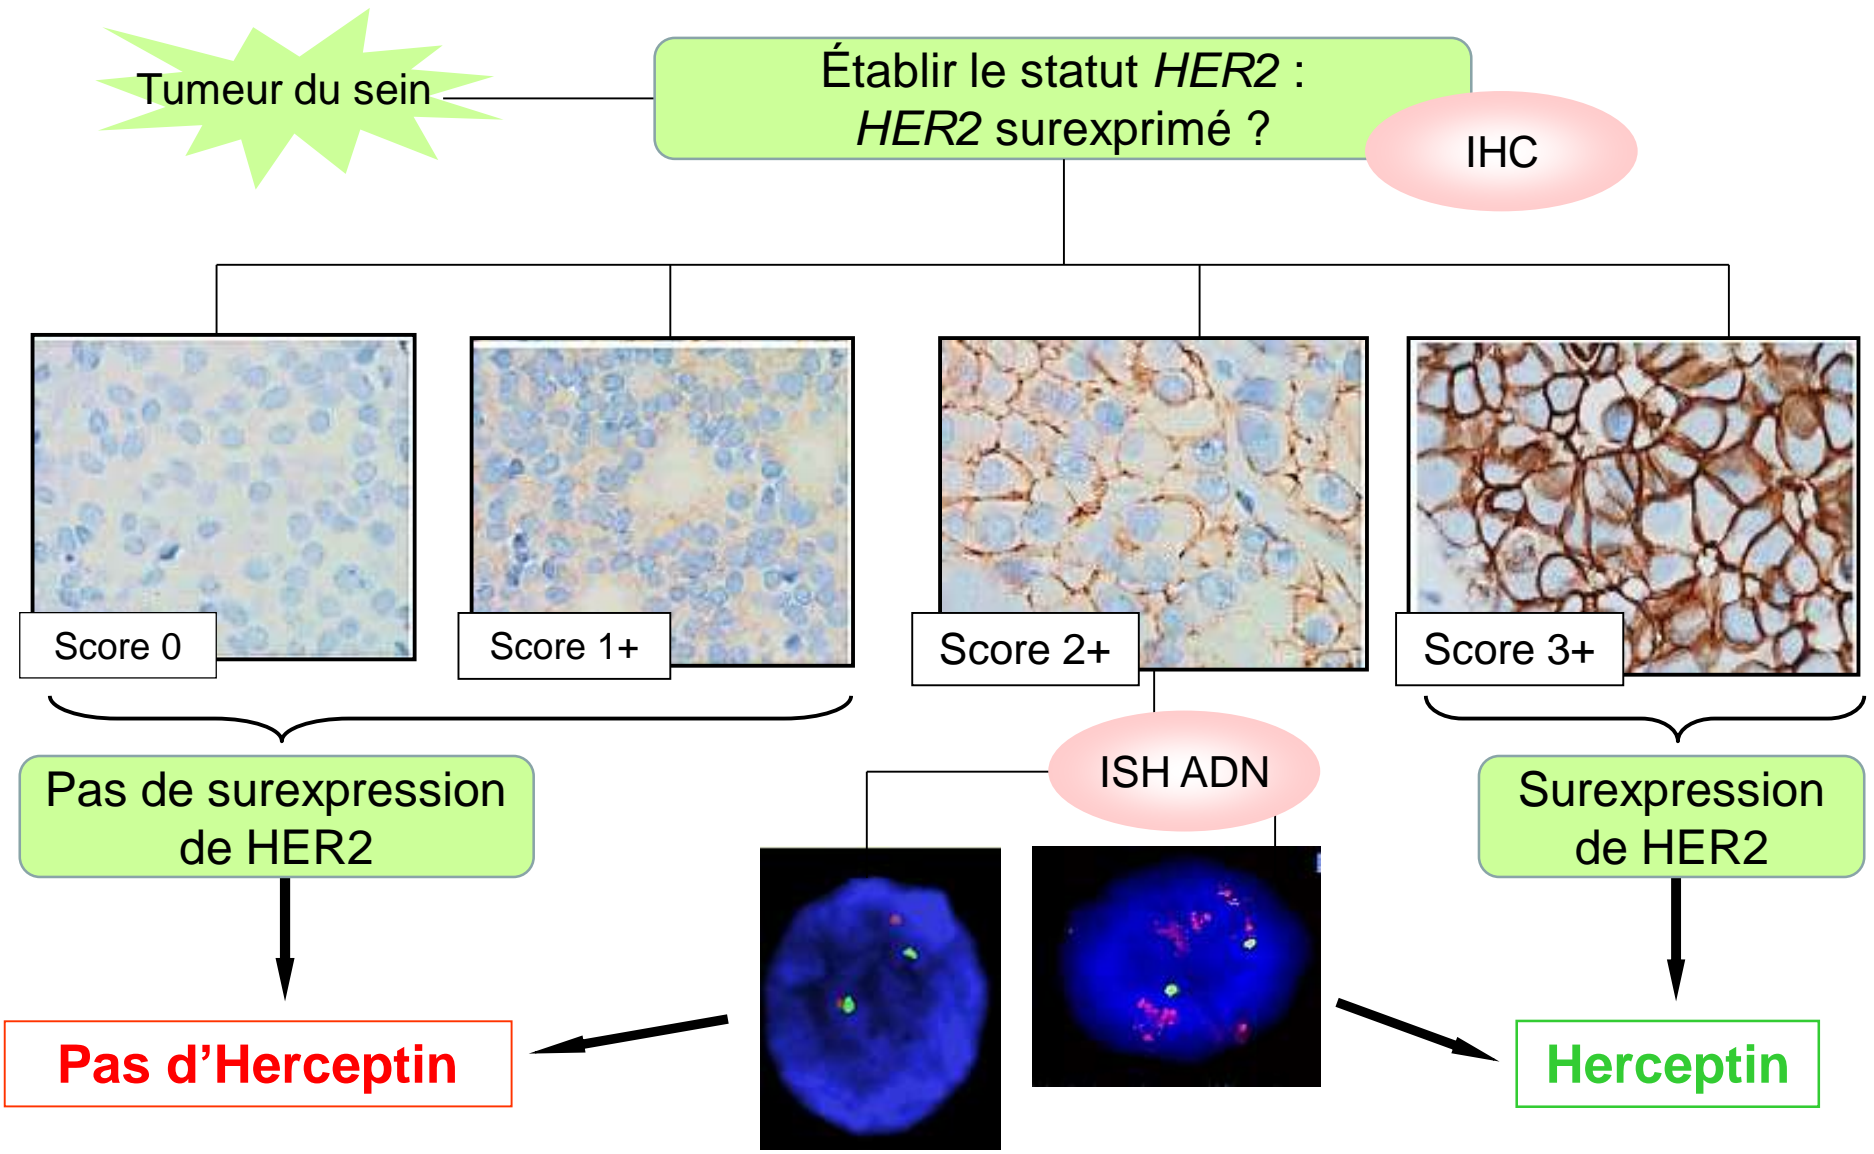 Tumeur du sein
Établir le statut HER2 :
HER2 surexprimé ?
IHC
Score 0
Score 1+
Score 2+
Score 3+
Pas de surexpression
de HER2
ISH ADN
Surexpression
de HER2
Pas d’Herceptin
Herceptin